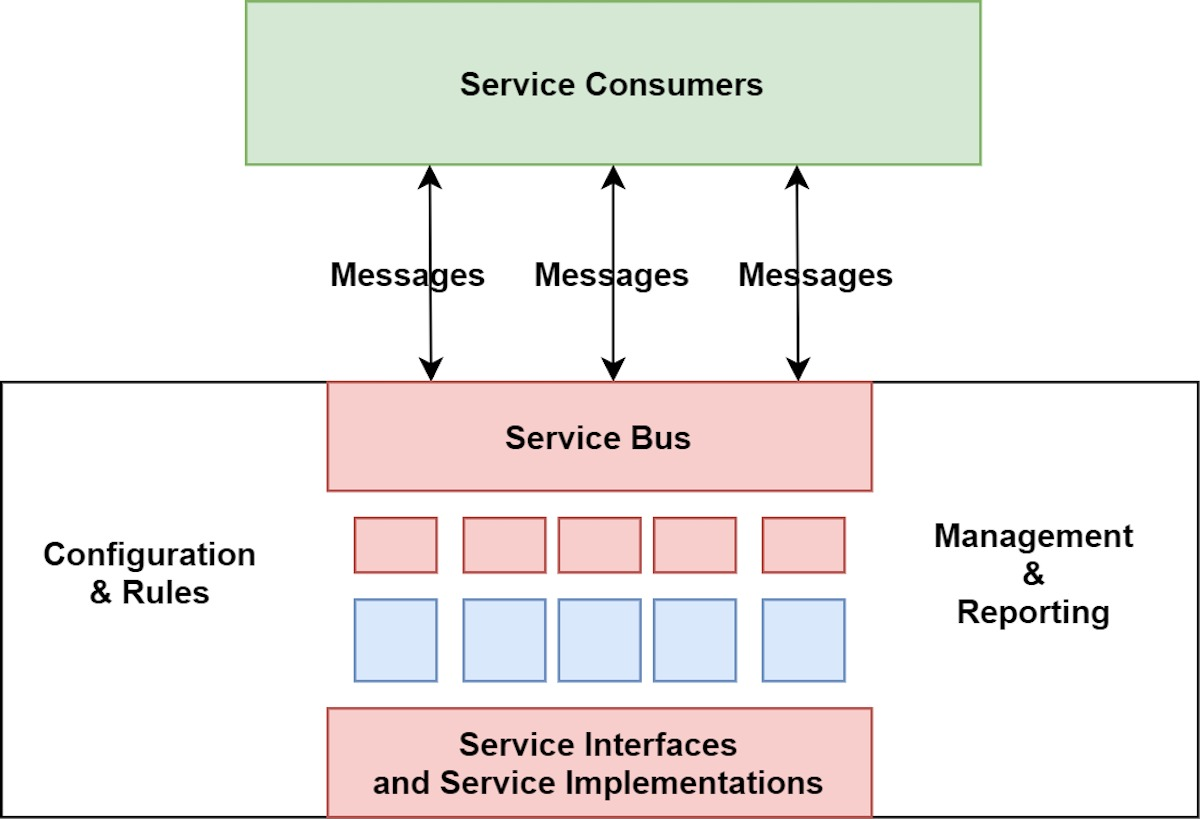 Service Consumers
Messages Messages Messages
Service Bus
Configuration
& Rules
Management
&
Reporting
Service Interfaces
and Service Implementations